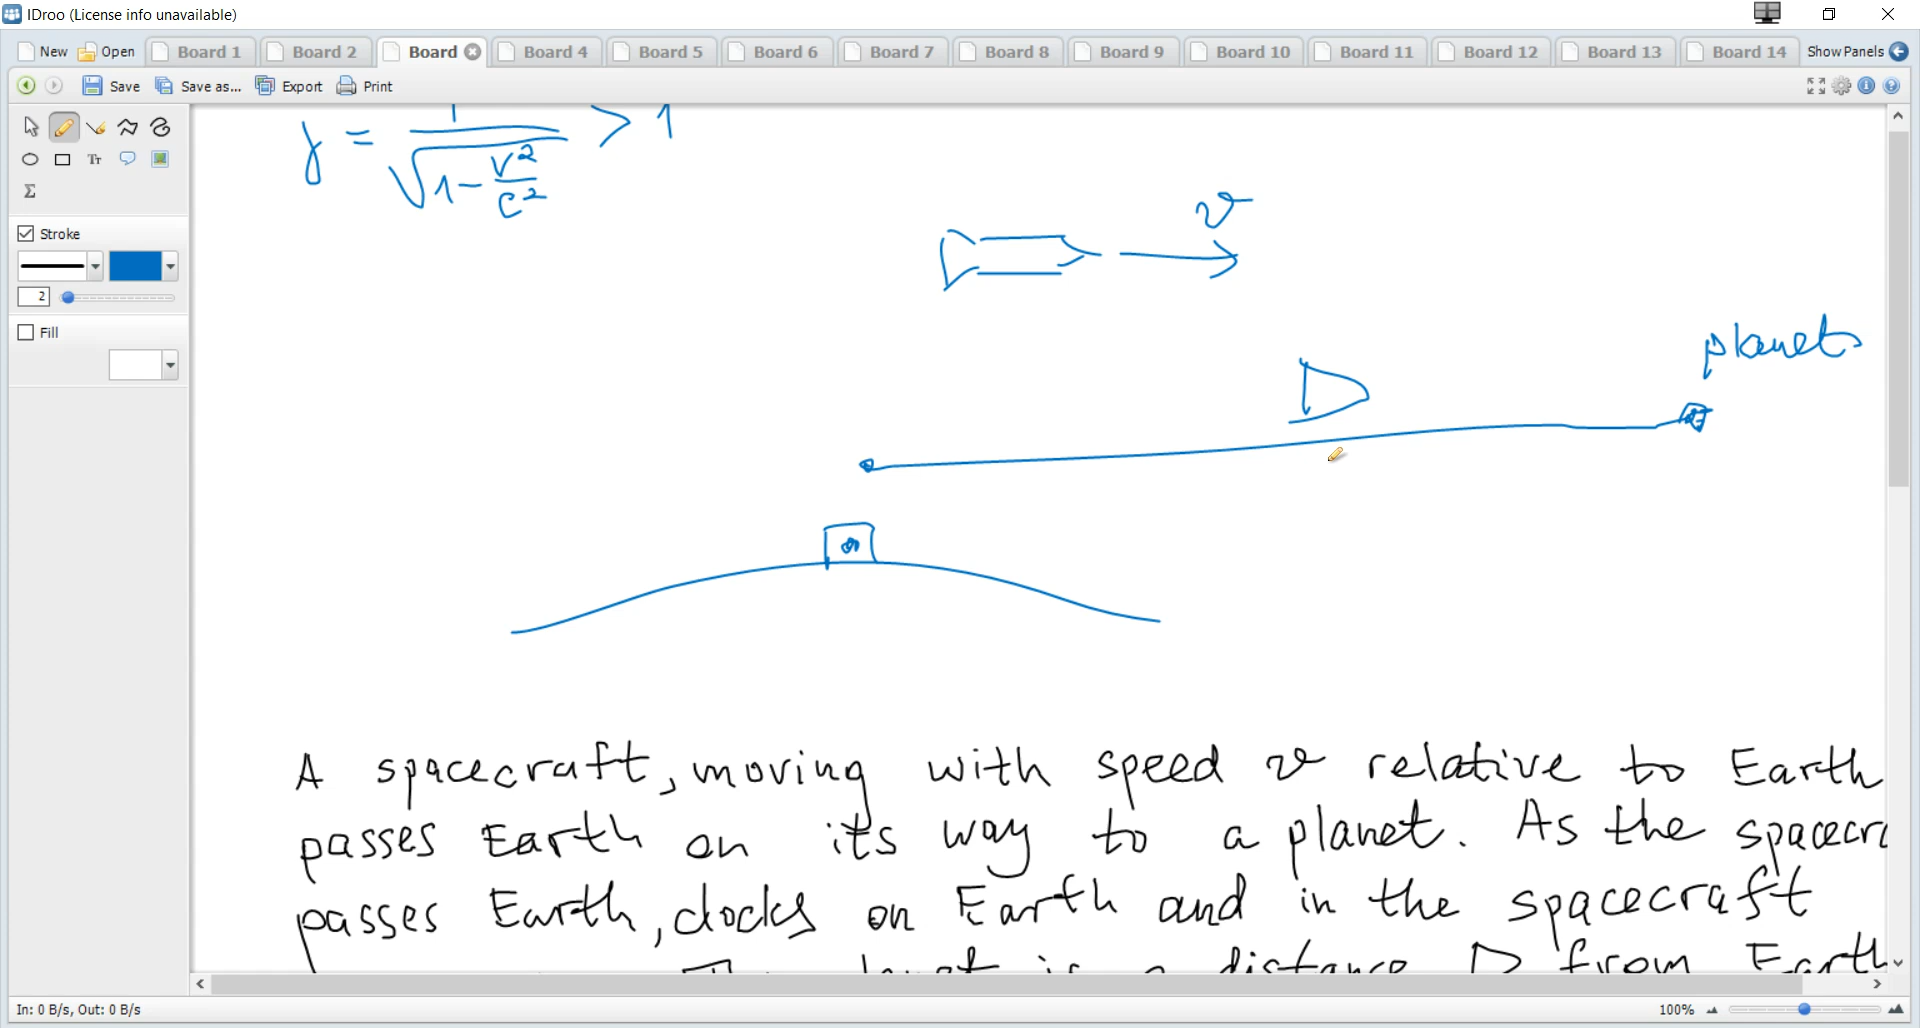 IDroo (License info unavailable)
New Open Board 1 Board 2 Board Board 4 Board 5 Board 6 Board 7 Board 8 Board 9 Board 10 Board 11 Board 12 Board 13 Board 14 Show Panels
Save Save as... Export Print
γ = 1/√(1-v²/c²) > 1
Tт
Σ
Stroke
2
Fill
v
planet
D
A spacecraft, moving with speed v relative to Earth
passes Earth on its way to a planet. As the spacecr
passes Earth, clocks on Earth and in the spacecraft
is a distance D from Earth
In: 0 B/s, Out: 0 B/s
100%